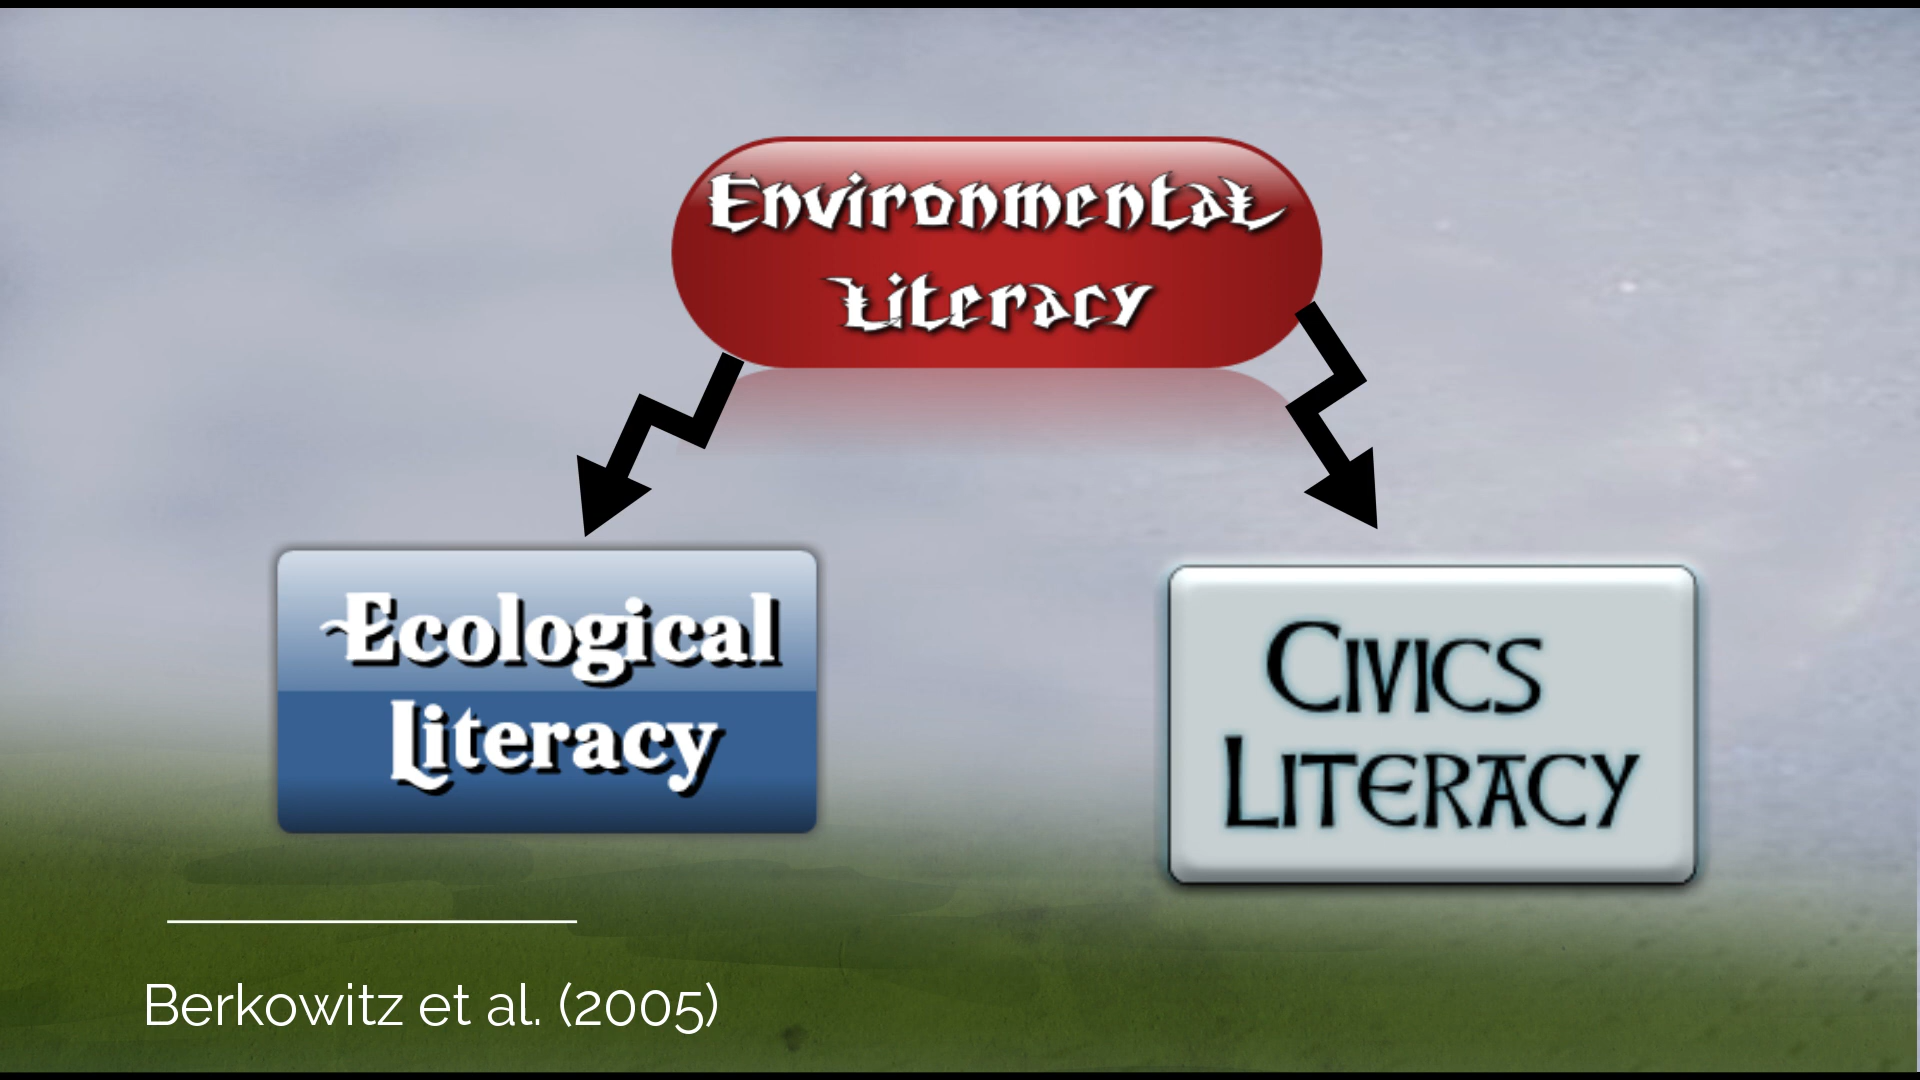 Environmental
Literacy
Ecological
Literacy
Civics
Literacy
Berkowitz et al. (2005)